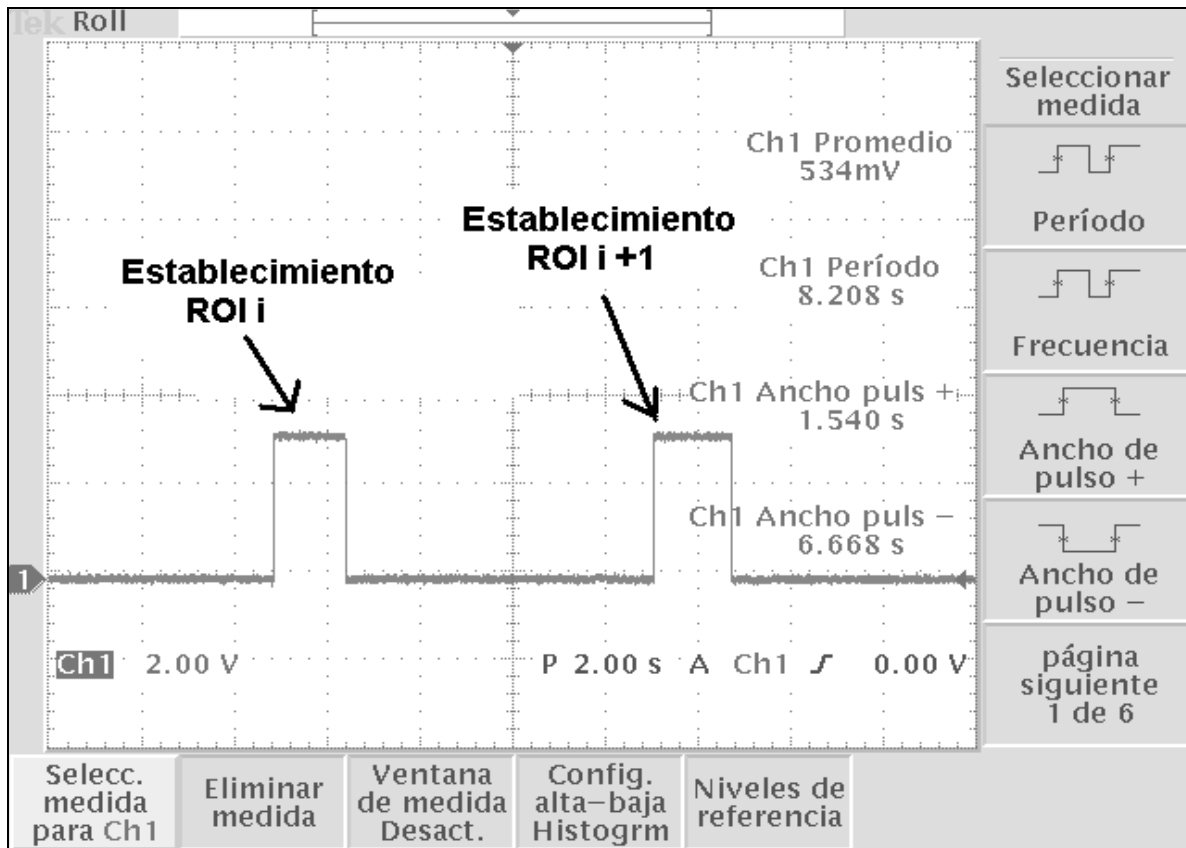 Tek Roll
Ch1 Promedio
534mV
Establecimiento
ROI i
Establecimiento
ROI i +1
Ch1 Período
8.208 s
Ch1 Ancho puls +
1.540 s
Ch1 Ancho puls −
6.668 s
1
Ch1 2.00 V P 2.00 s A Ch1 0.00 V
Seleccionar
medida
Período
Frecuencia
Ancho de
pulso +
Ancho de
pulso −
página
siguiente
1 de 6
Selecc.
medida
para Ch1
Eliminar
medida
Ventana
de medida
Desact.
Config.
alta−baja
Histogrm
Niveles de
referencia